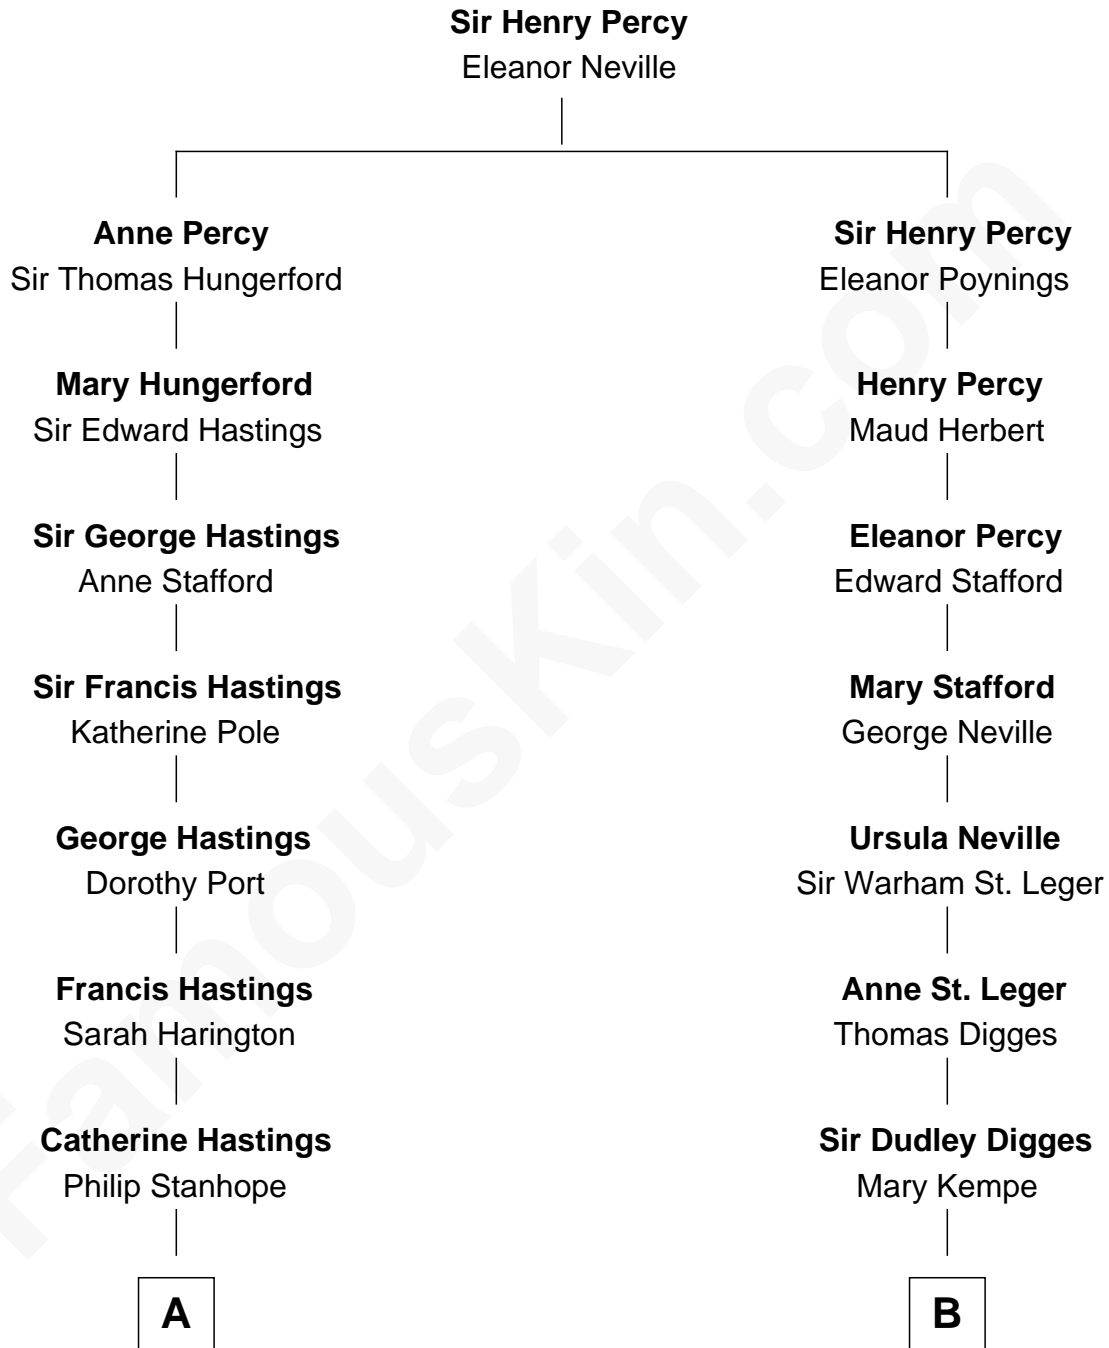 Sir Henry Percy
Eleanor Neville
Anne Percy
Sir Thomas Hungerford
Sir Henry Percy
Eleanor Poynings
Mary Hungerford
Sir Edward Hastings
Henry Percy
Maud Herbert
Sir George Hastings
Anne Stafford
Eleanor Percy
Edward Stafford
Sir Francis Hastings
Katherine Pole
Mary Stafford
George Neville
George Hastings
Dorothy Port
Ursula Neville
Sir Warham St. Leger
Francis Hastings
Sarah Harington
Anne St. Leger
Thomas Digges
Catherine Hastings
Philip Stanhope
Sir Dudley Digges
Mary Kempe
A
B
FamousKin.com